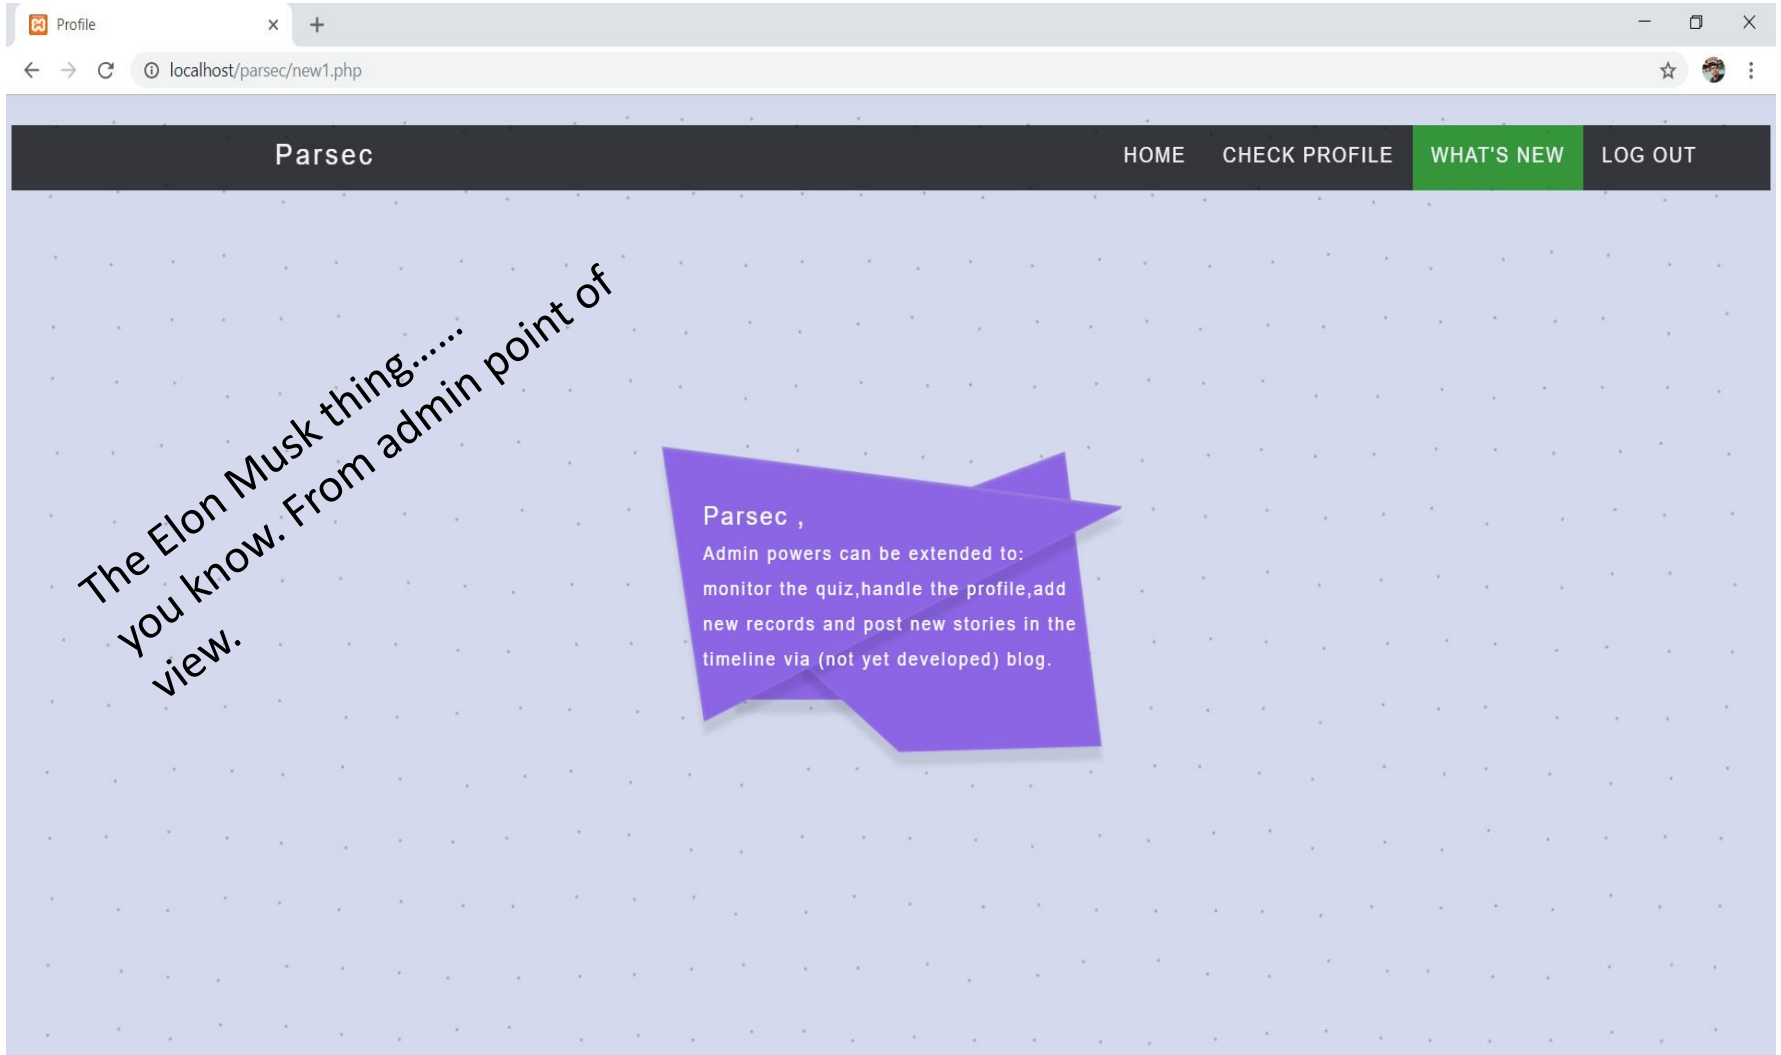 Profile
localhost/parsec/new1.php
Parsec HOME CHECK PROFILE WHAT'S NEW LOG OUT
The Elon Musk thing......
you know. From admin point of
view.
Parsec ,
Admin powers can be extended to:
monitor the quiz,handle the profile,add
new records and post new stories in the
timeline via (not yet developed) blog.